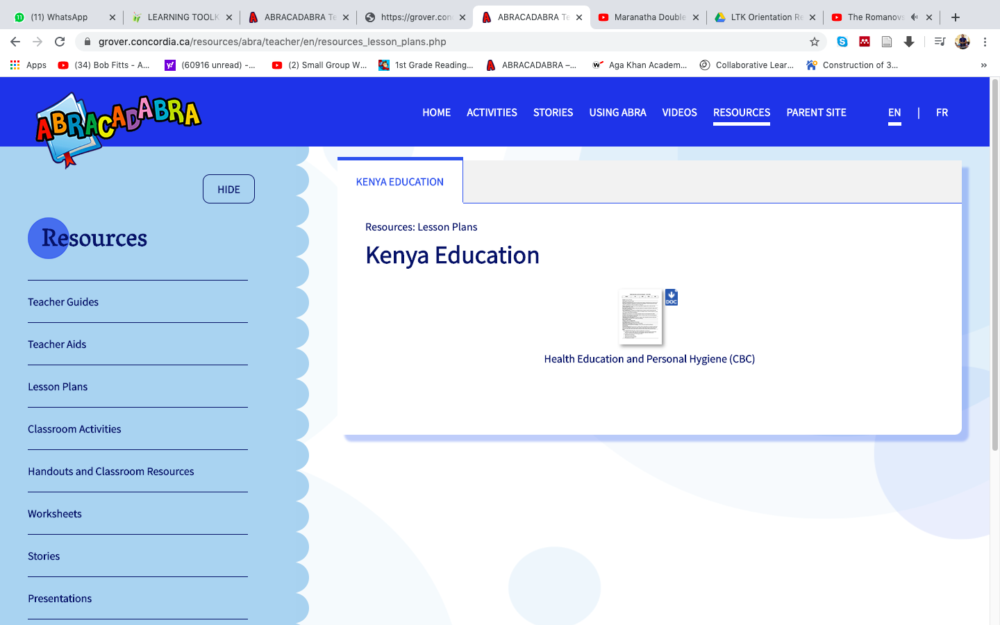 (11) WhatsApp
LEARNING TOOLK
ABRACADABRA Te
https://grover.con
ABRACADABRA Te
Maranatha Double
LTK Orientation Re
The Romanovs
grover.concordia.ca/resources/abra/teacher/en/resources_lesson_plans.php
Apps
(34) Bob Fitts - A...
(60916 unread) -...
(2) Small Group W...
1st Grade Reading...
ABRACADABRA –...
Aga Khan Academ...
Collaborative Lear...
Construction of 3...
»
ABRACADABRA
HOME ACTIVITIES STORIES USING ABRA VIDEOS RESOURCES PARENT SITE EN | FR
HIDE
Resources
Teacher Guides
Teacher Aids
Lesson Plans
Classroom Activities
Handouts and Classroom Resources
Worksheets
Stories
Presentations
KENYA EDUCATION
Resources: Lesson Plans
Kenya Education
DOC
Health Education and Personal Hygiene (CBC)